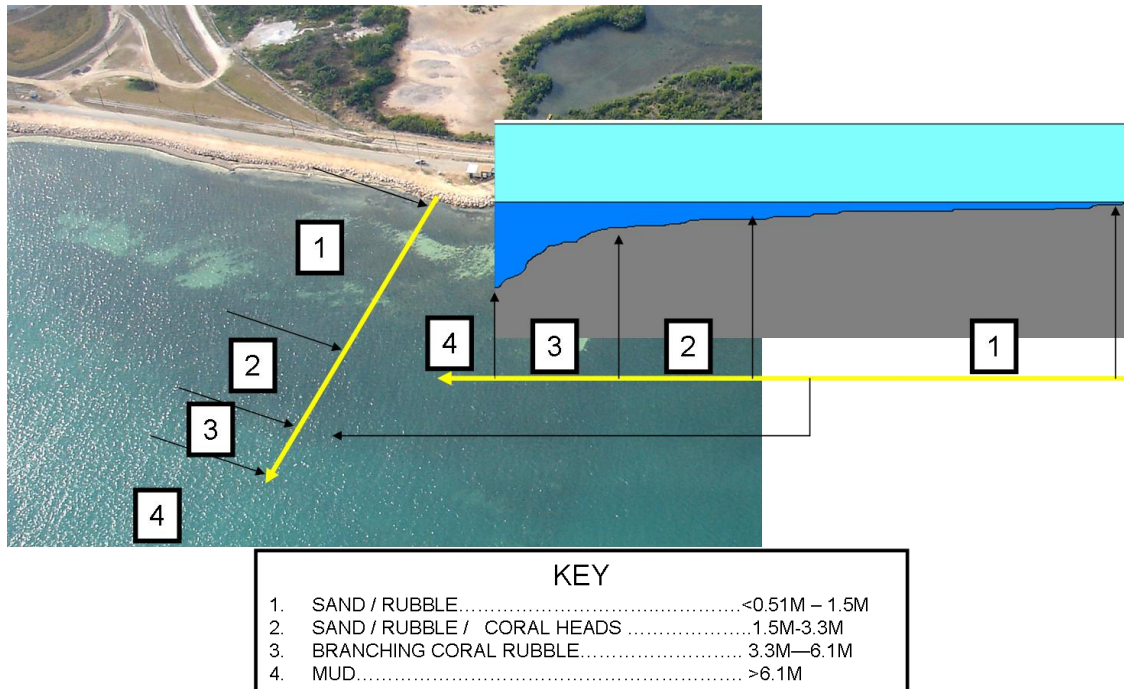 1
2
3
4
4
3
2
1
KEY
1. SAND / RUBBLE……………………………..…………..<0.51M – 1.5M
2. SAND / RUBBLE / CORAL HEADS …………………..1.5M-3.3M
3. BRANCHING CORAL RUBBLE…………………….. 3.3M—6.1M
4. MUD…………………………………………………………. >6.1M